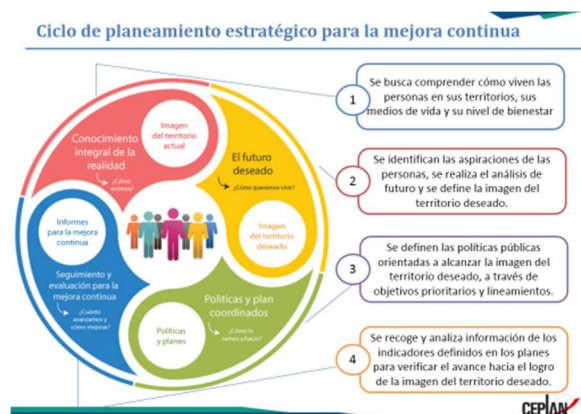 Ciclo de planeamiento estratégico para la mejora continua
Conocimiento
integral de la
realidad
¿Cómo
vivimos?
Imagen
del territorio
actual
El futuro
deseado
¿Cómo queremos vivir?
Imagen
del territorio
deseado
Políticas y plan
coordinados
¿Cómo lo
vamos a hacer?
Políticas
y planes
Seguimiento y
evaluación para la
mejora continua
¿Cuánto
avanzamos y
cómo mejorar?
Informes
para la mejora
continua
1
Se busca comprender cómo viven las
personas en sus territorios, sus
medios de vida y su nivel de bienestar
2
Se identifican las aspiraciones de las
personas, se realiza el análisis de
futuro y se define la imagen del
territorio deseado.
3
Se definen las políticas públicas
orientadas a alcanzar la imagen del
territorio deseado, a través de
objetivos prioritarios y lineamientos.
4
Se recoge y analiza información de los
indicadores definidos en los planes
para verificar el avance hacia el logro
de la imagen del territorio deseado.
CEPLAN